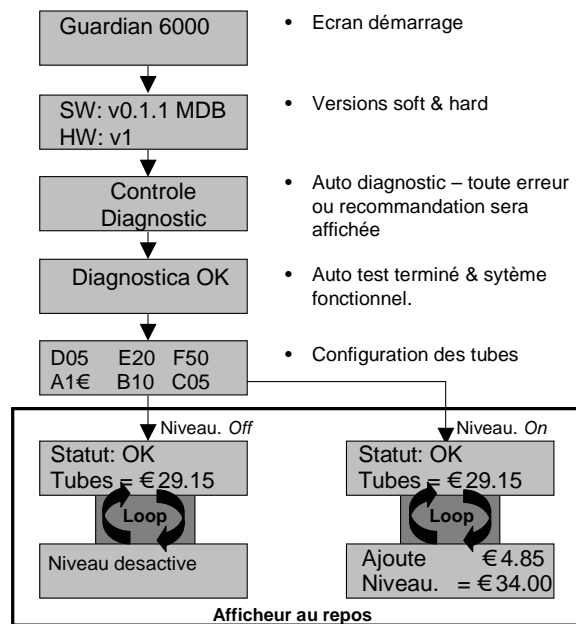 Guardian 6000
• Ecran démarrage
SW: v0.1.1 MDB
HW: v1
• Versions soft & hard
Controle
Diagnostic
• Auto diagnostic – toute erreur
ou recommandation sera
affichée
Diagnostica OK
• Auto test terminé & sytème
fonctionnel.
D05 E20 F50
A1€ B10 C05
• Configuration des tubes
Niveau. Off
Niveau. On
Statut: OK
Tubes = €29.15
Loop
Niveau desactive
Statut: OK
Tubes = €29.15
Loop
Ajoute €4.85
Niveau. = €34.00
Afficheur au repos